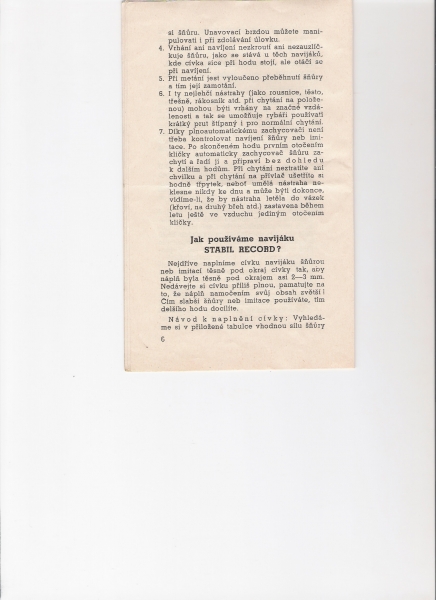 si šňůru. Unavovací brzdou můžete mani-
pulovati i při zdolávání úlovku.
4. Vrhání ani navíjení nezkroutí ani nezauzlič-
kuje šňůru, jako se stává u těch navijáků,
kde cívka sice při hodu stojí, ale otáčí se
při navíjení.
5. Při metání jest vyloučeno přeběhnutí šňůry
a tím její zamotání.
6. I ty nejlehčí nástrahy (jako rousnice, těsto,
třešně, rákosník atd. při chytání na polože-
nou) mohou býti vrhány na značné vzdá-
lenosti a tak se umožňuje rybáři používati
krátký prut štípaný i pro normální chytání.
7. Díky plnoautomatickému zachycovači není
třeba kontrolovat navíjení šňůry neb imi-
tace. Po skončeném hodu prvním otočením
kličky automaticky zachycovač šňůru za-
chytí a řadí ji a připraví bez dohledu
k dalším hodům. Při chytání neztratíte ani
chvilku a při chytání na přívlač ušetříte si
hodně třpytek, neboť umělá nástraha ne-
klesne nikdy ke dnu a může býti dokonce,
vidíme-li, že by nástraha letěla do vázek
(křoví, na druhý břeh atd.) zastavena během
letu ještě ve vzduchu jediným otočením
kličky.
Jak používáme navijáku
STABIL RECORD?
Nejdříve naplníme cívku navijáku šňůrou
neb imitací těsně pod okraj cívky tak, aby
náplň byla těsně pod okrajem asi 2—3 mm.
Nedávejte si cívku příliš plnou, pamatujte na
to, že náplň namočením svůj obsah zvětší!
Čím slabší šňůry neb imitace používáte, tím
delšího hodu docílíte.
Návod k naplnění cívky: Vyhledá-
me si v přiložené tabulce vhodnou sílu šňůry
6